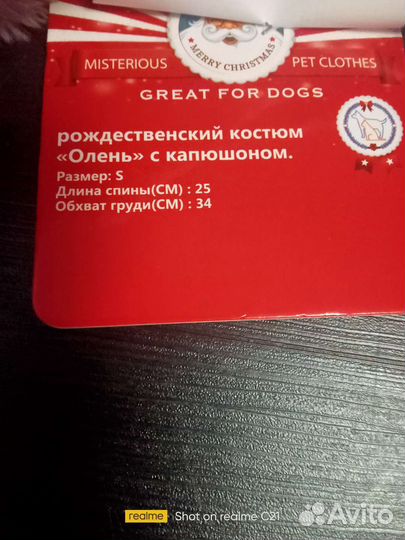 MERRY CHRISTMAS
MISTERIOUS PET CLOTHES
GREAT FOR DOGS
рождественский костюм
«Олень» с капюшоном.
Размер: S
Длина спины(СМ) : 25
Обхват груди(СМ) : 34
realme Shot on realme C21
Avito